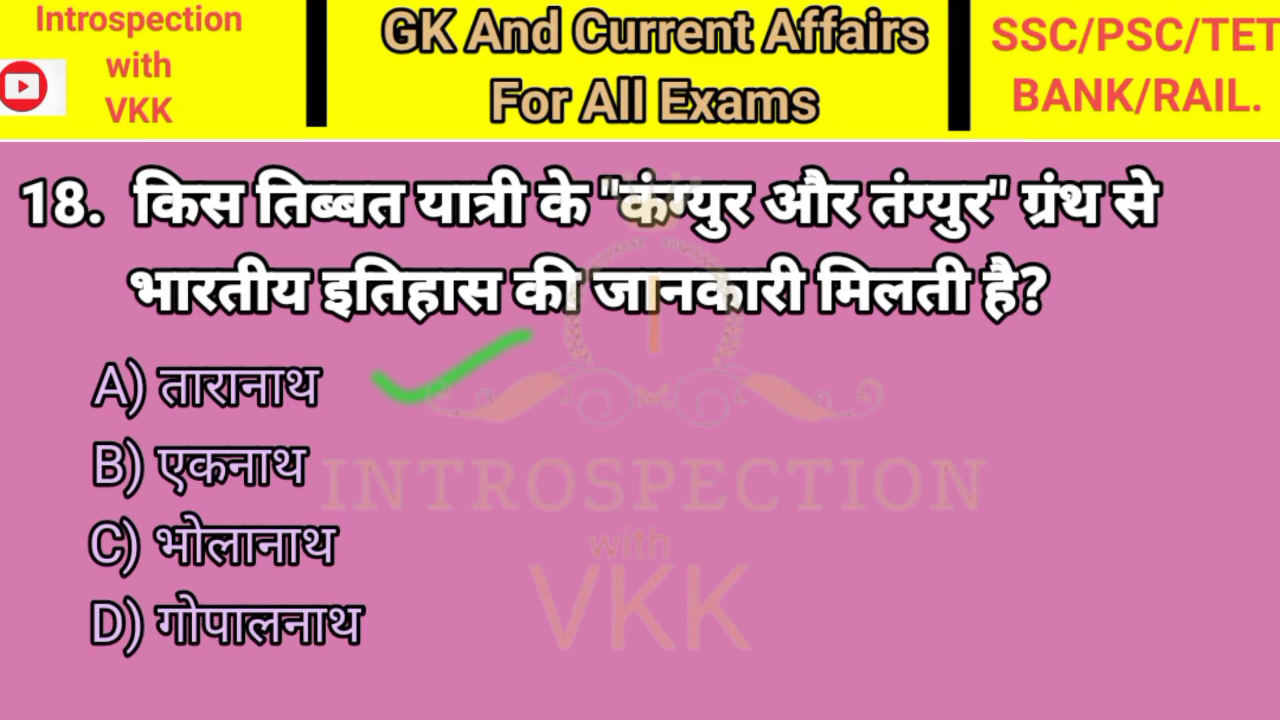 Introspection
with
VKK
GK And Current Affairs
For All Exams
SSC/PSC/TET
BANK/RAIL.
18. किस तिब्बत यात्री के "कंग्युर और तंग्युर" ग्रंथ से
भारतीय इतिहास की जानकारी मिलती है?
A) तारानाथ
B) एकनाथ
C) भोलानाथ
D) गोपालनाथ
INTROSPECTION
with
VKK